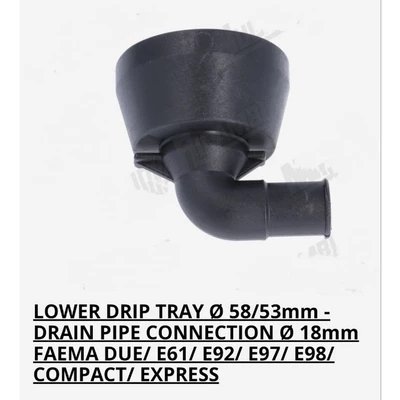 LOWER DRIP TRAY Ø 58/53mm -
DRAIN PIPE CONNECTION Ø 18mm
FAEMA DUE/ E61/ E92/ E97/ E98/
COMPACT/ EXPRESS